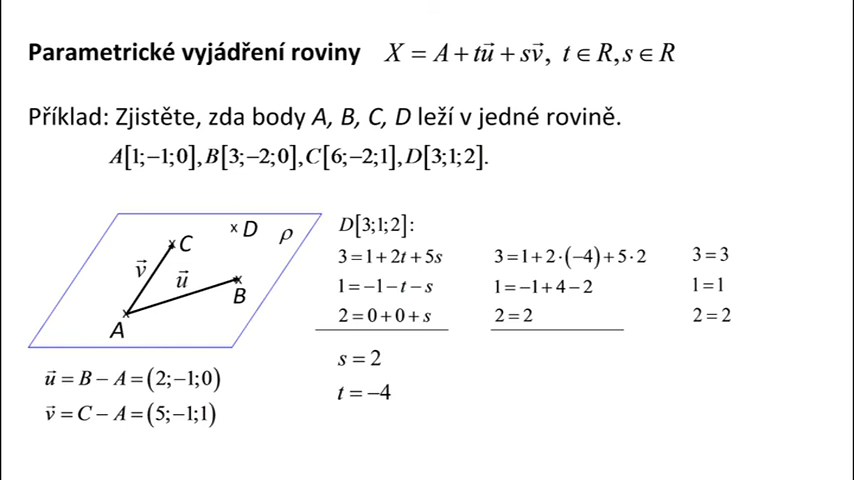 Parametrické vyjádření roviny X = A + tu⃗ + sv⃗, t ∈ R, s ∈ R
Příklad: Zjistěte, zda body A, B, C, D leží v jedné rovině.
A[1;−1;0], B[3;−2;0], C[6;−2;1], D[3;1;2].
C
D
ρ
v⃗
u⃗
B
A
u⃗ = B − A = (2;−1;0)
v⃗ = C − A = (5;−1;1)
D[3;1;2]:
3 = 1 + 2t + 5s
1 = −1 − t − s
2 = 0 + 0 + s
s = 2
t = −4
3 = 1 + 2·(−4) + 5·2
1 = −1 + 4 − 2
2 = 2
3 = 3
1 = 1
2 = 2